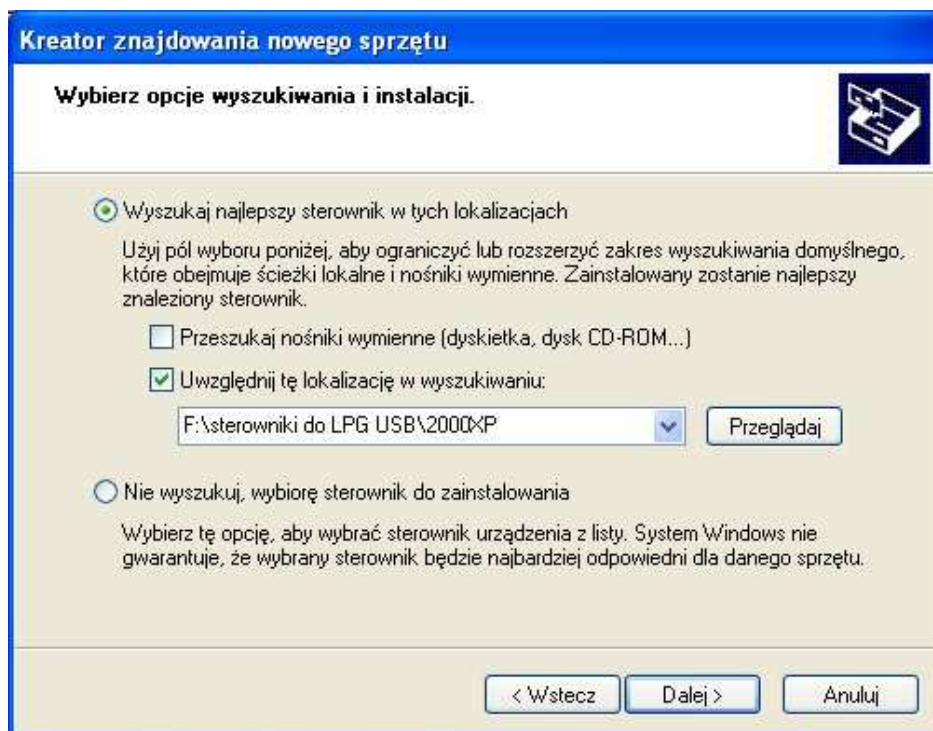 Kreator znajdowania nowego sprzętu
Wybierz opcje wyszukiwania i instalacji.
Wyszukaj najlepszy sterownik w tych lokalizacjach
Użyj pól wyboru poniżej, aby ograniczyć lub rozszerzyć zakres wyszukiwania domyślnego,
które obejmuje ścieżki lokalne i nośniki wymienne. Zainstalowany zostanie najlepszy
znaleziony sterownik.
Przeszukaj nośniki wymienne (dyskietka, dysk CD-ROM...)
Uwzględnij tę lokalizację w wyszukiwaniu:
F:\sterowniki do LPG USB\2000XP
Przeglądaj
Nie wyszukuj, wybiorę sterownik do zainstalowania
Wybierz tę opcję, aby wybrać sterownik urządzenia z listy. System Windows nie
gwarantuje, że wybrany sterownik będzie najbardziej odpowiedni dla danego sprzętu.
< Wstecz Dalej > Anuluj